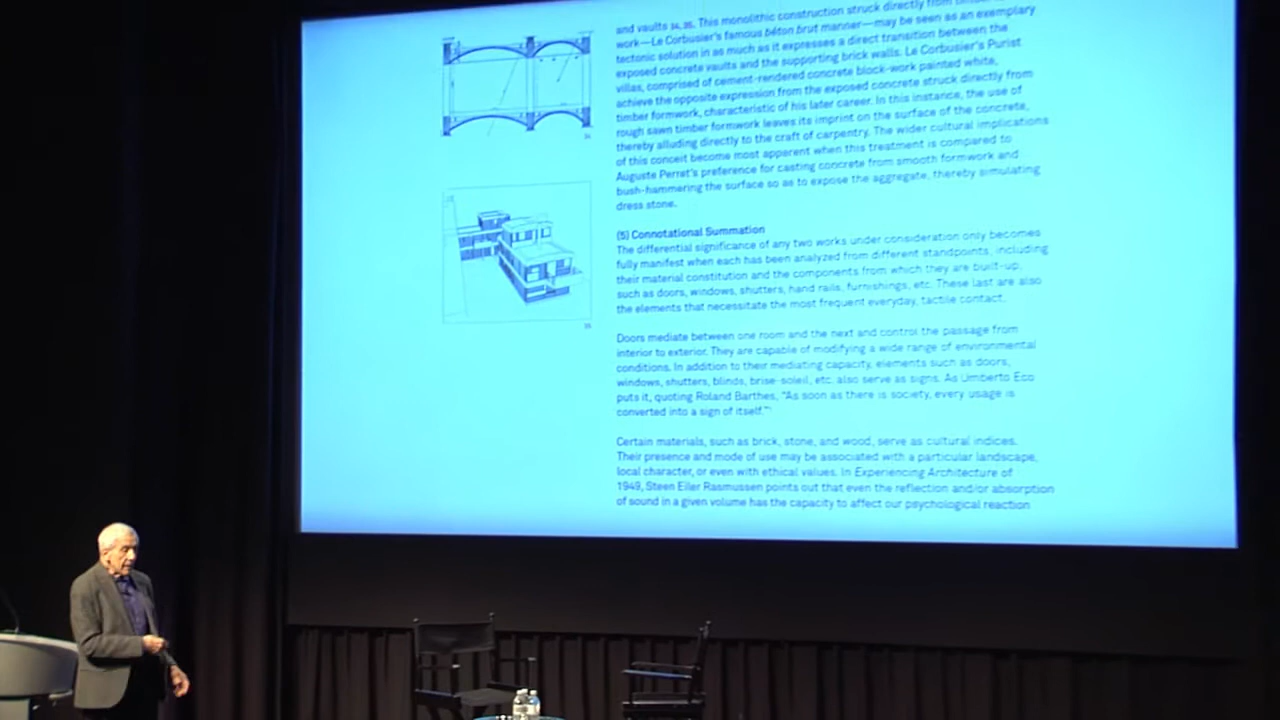 and vaults 34, 35. This monolithic construction struck directly from timber
work—Le Corbusier's famous béton brut manner—may be seen as an exemplary
tectonic solution in as much as it expresses a direct transition between the
exposed concrete vaults and the supporting brick walls. Le Corbusier's Purist
villas, comprised of cement-rendered concrete block-work painted white,
achieve the opposite expression from the exposed concrete struck directly from
timber formwork, characteristic of his later career. In this instance, the use of
rough sawn timber formwork leaves its imprint on the surface of the concrete,
thereby alluding directly to the craft of carpentry. The wider cultural implications
of this conceit become most apparent when this treatment is compared to
Auguste Perret's preference for casting concrete from smooth formwork and
bush-hammering the surface so as to expose the aggregate, thereby simulating
dress stone.
34
35
(5) Connotational Summation
The differential significance of any two works under consideration only becomes
fully manifest when each has been analyzed from different standpoints, including
their material constitution and the components from which they are built-up,
such as doors, windows, shutters, hand rails, furnishings, etc. These last are also
the elements that necessitate the most frequent everyday, tactile contact.
Doors mediate between one room and the next and control the passage from
interior to exterior. They are capable of modifying a wide range of environmental
conditions. In addition to their mediating capacity, elements such as doors,
windows, shutters, blinds, brise-soleil, etc. also serve as signs. As Umberto Eco
puts it, quoting Roland Barthes, "As soon as there is society, every usage is
converted into a sign of itself."
Certain materials, such as brick, stone, and wood, serve as cultural indices.
Their presence and mode of use may be associated with a particular landscape,
local character, or even with ethical values. In Experiencing Architecture of
1949, Steen Eiler Rasmussen points out that even the reflection and/or absorption
of sound in a given volume has the capacity to affect our psychological reaction